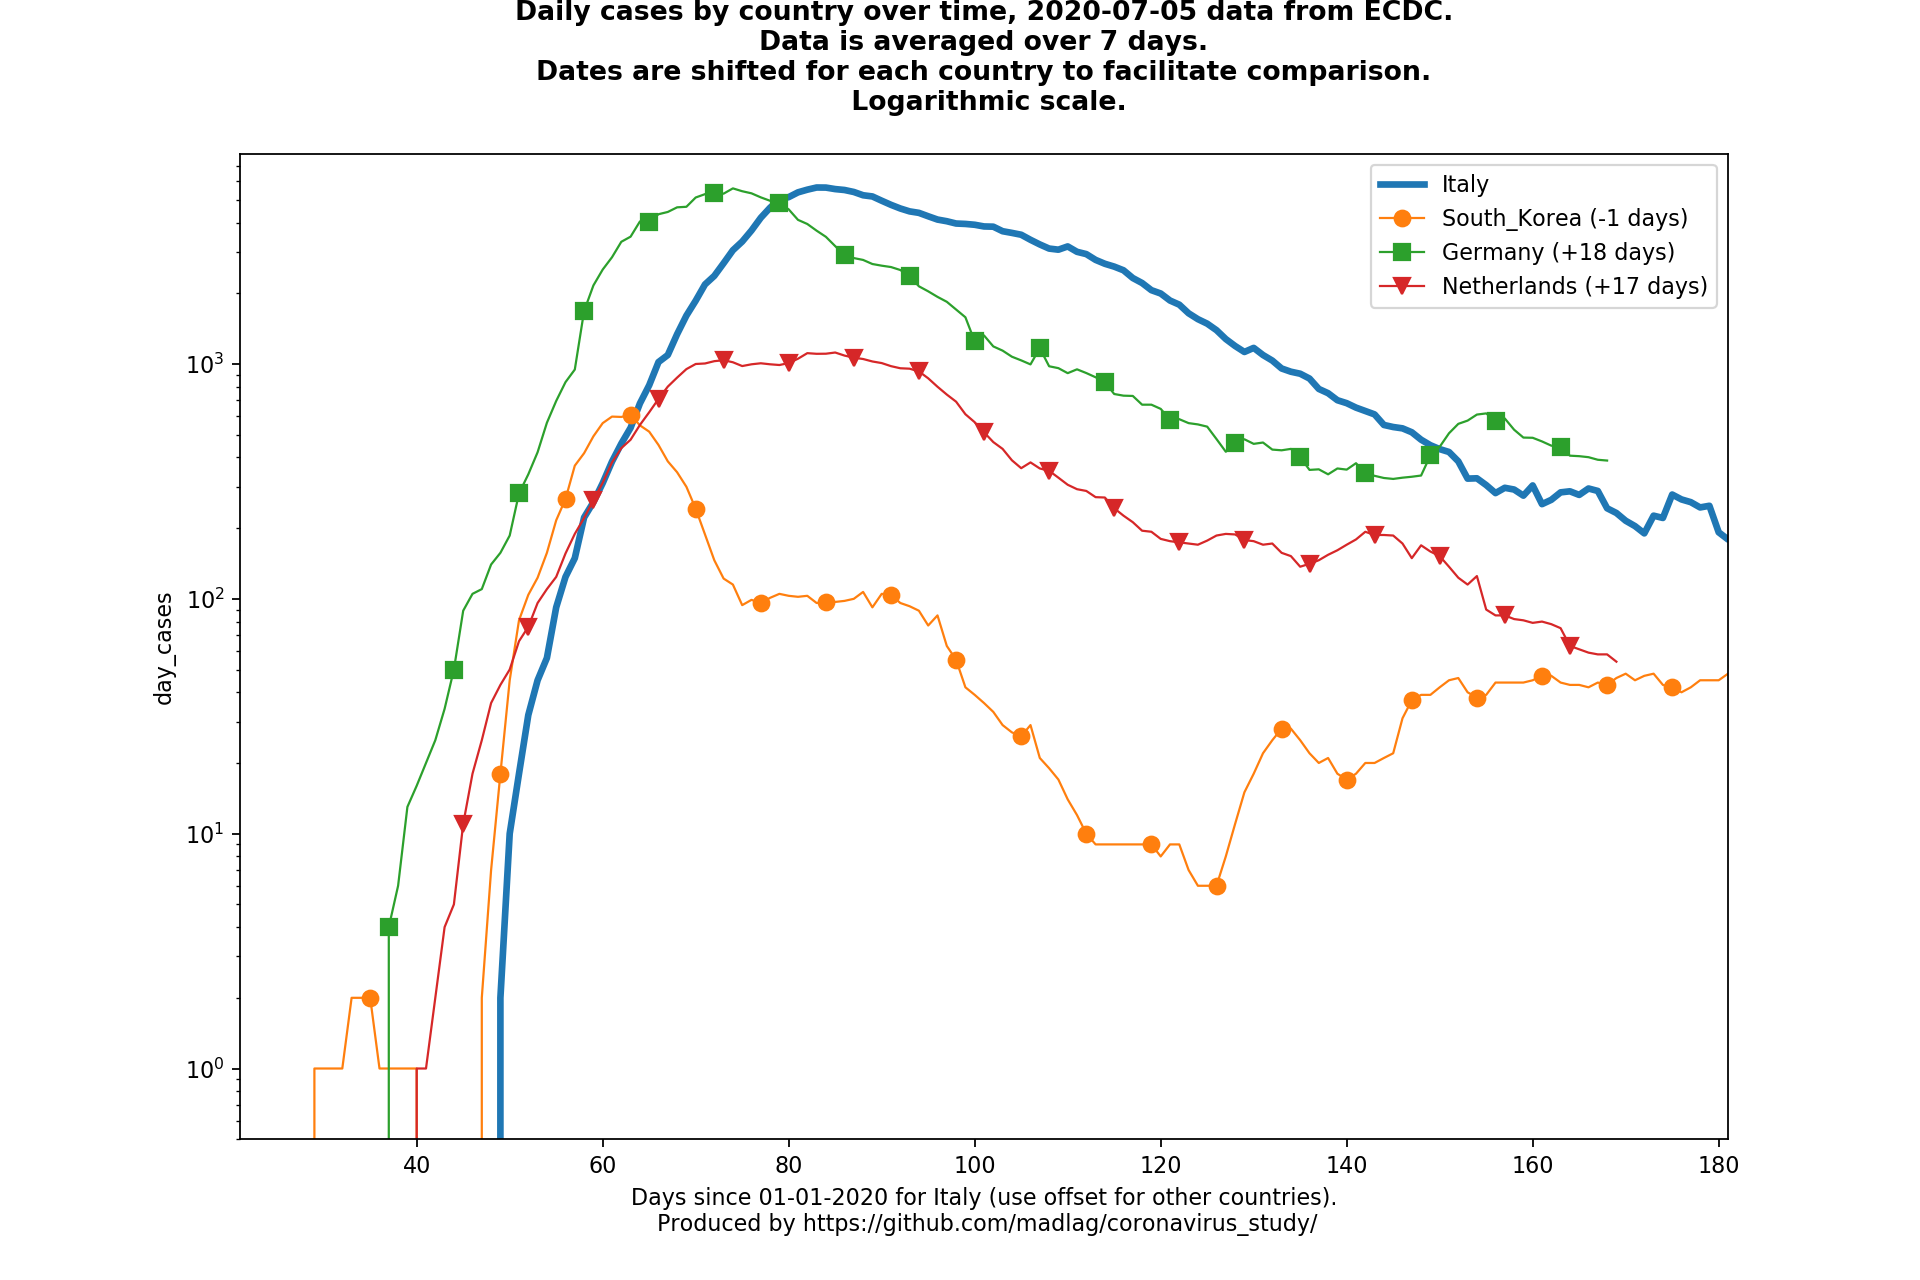 Daily cases by country over time, 2020-07-05 data from ECDC.
Data is averaged over 7 days.
Dates are shifted for each country to facilitate comparison.
Logarithmic scale.
Italy
South_Korea (-1 days)
Germany (+18 days)
Netherlands (+17 days)
day_cases
10³
10²
10¹
10⁰
40 60 80 100 120 140 160 180
Days since 01-01-2020 for Italy (use offset for other countries).
Produced by https://github.com/madlag/coronavirus_study/